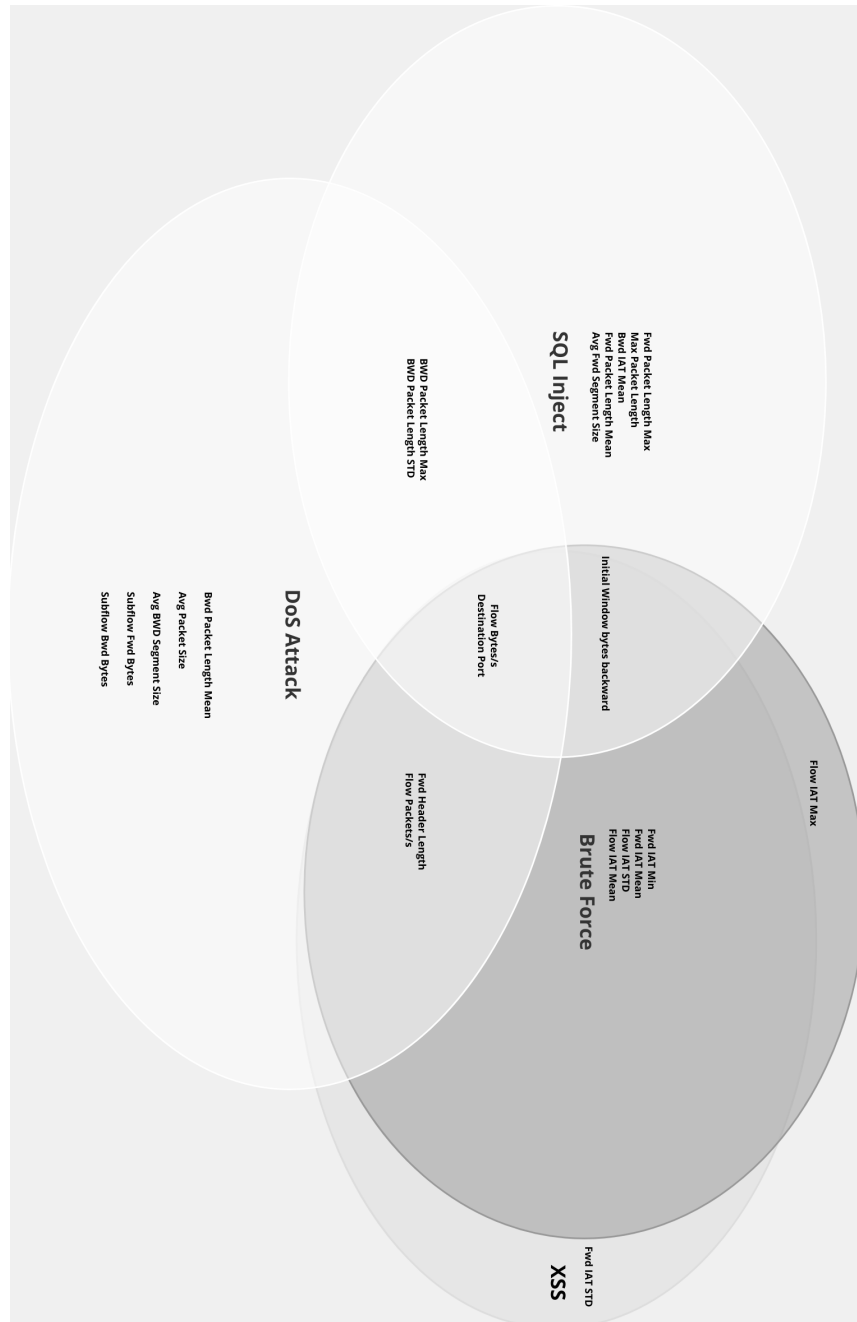 SQL Inject
Fwd Packet Length Max
Max Packet Length
Bwd IAT Mean
Fwd Packet Length Mean
Avg Fwd Segment Size
BWD Packet Length Max
BWD Packet Length STD
Initial Window bytes backward
Flow Bytes/s
Destination Port
DoS Attack
Bwd Packet Length Mean
Avg Packet Size
Avg BWD Segment Size
Subflow Fwd Bytes
Subflow Bwd Bytes
Flow IAT Max
Fwd IAT Min
Fwd IAT Mean
Flow IAT STD
Flow IAT Mean
Brute Force
Fwd Header Length
Flow Packets/s
Fwd IAT STD
XSS